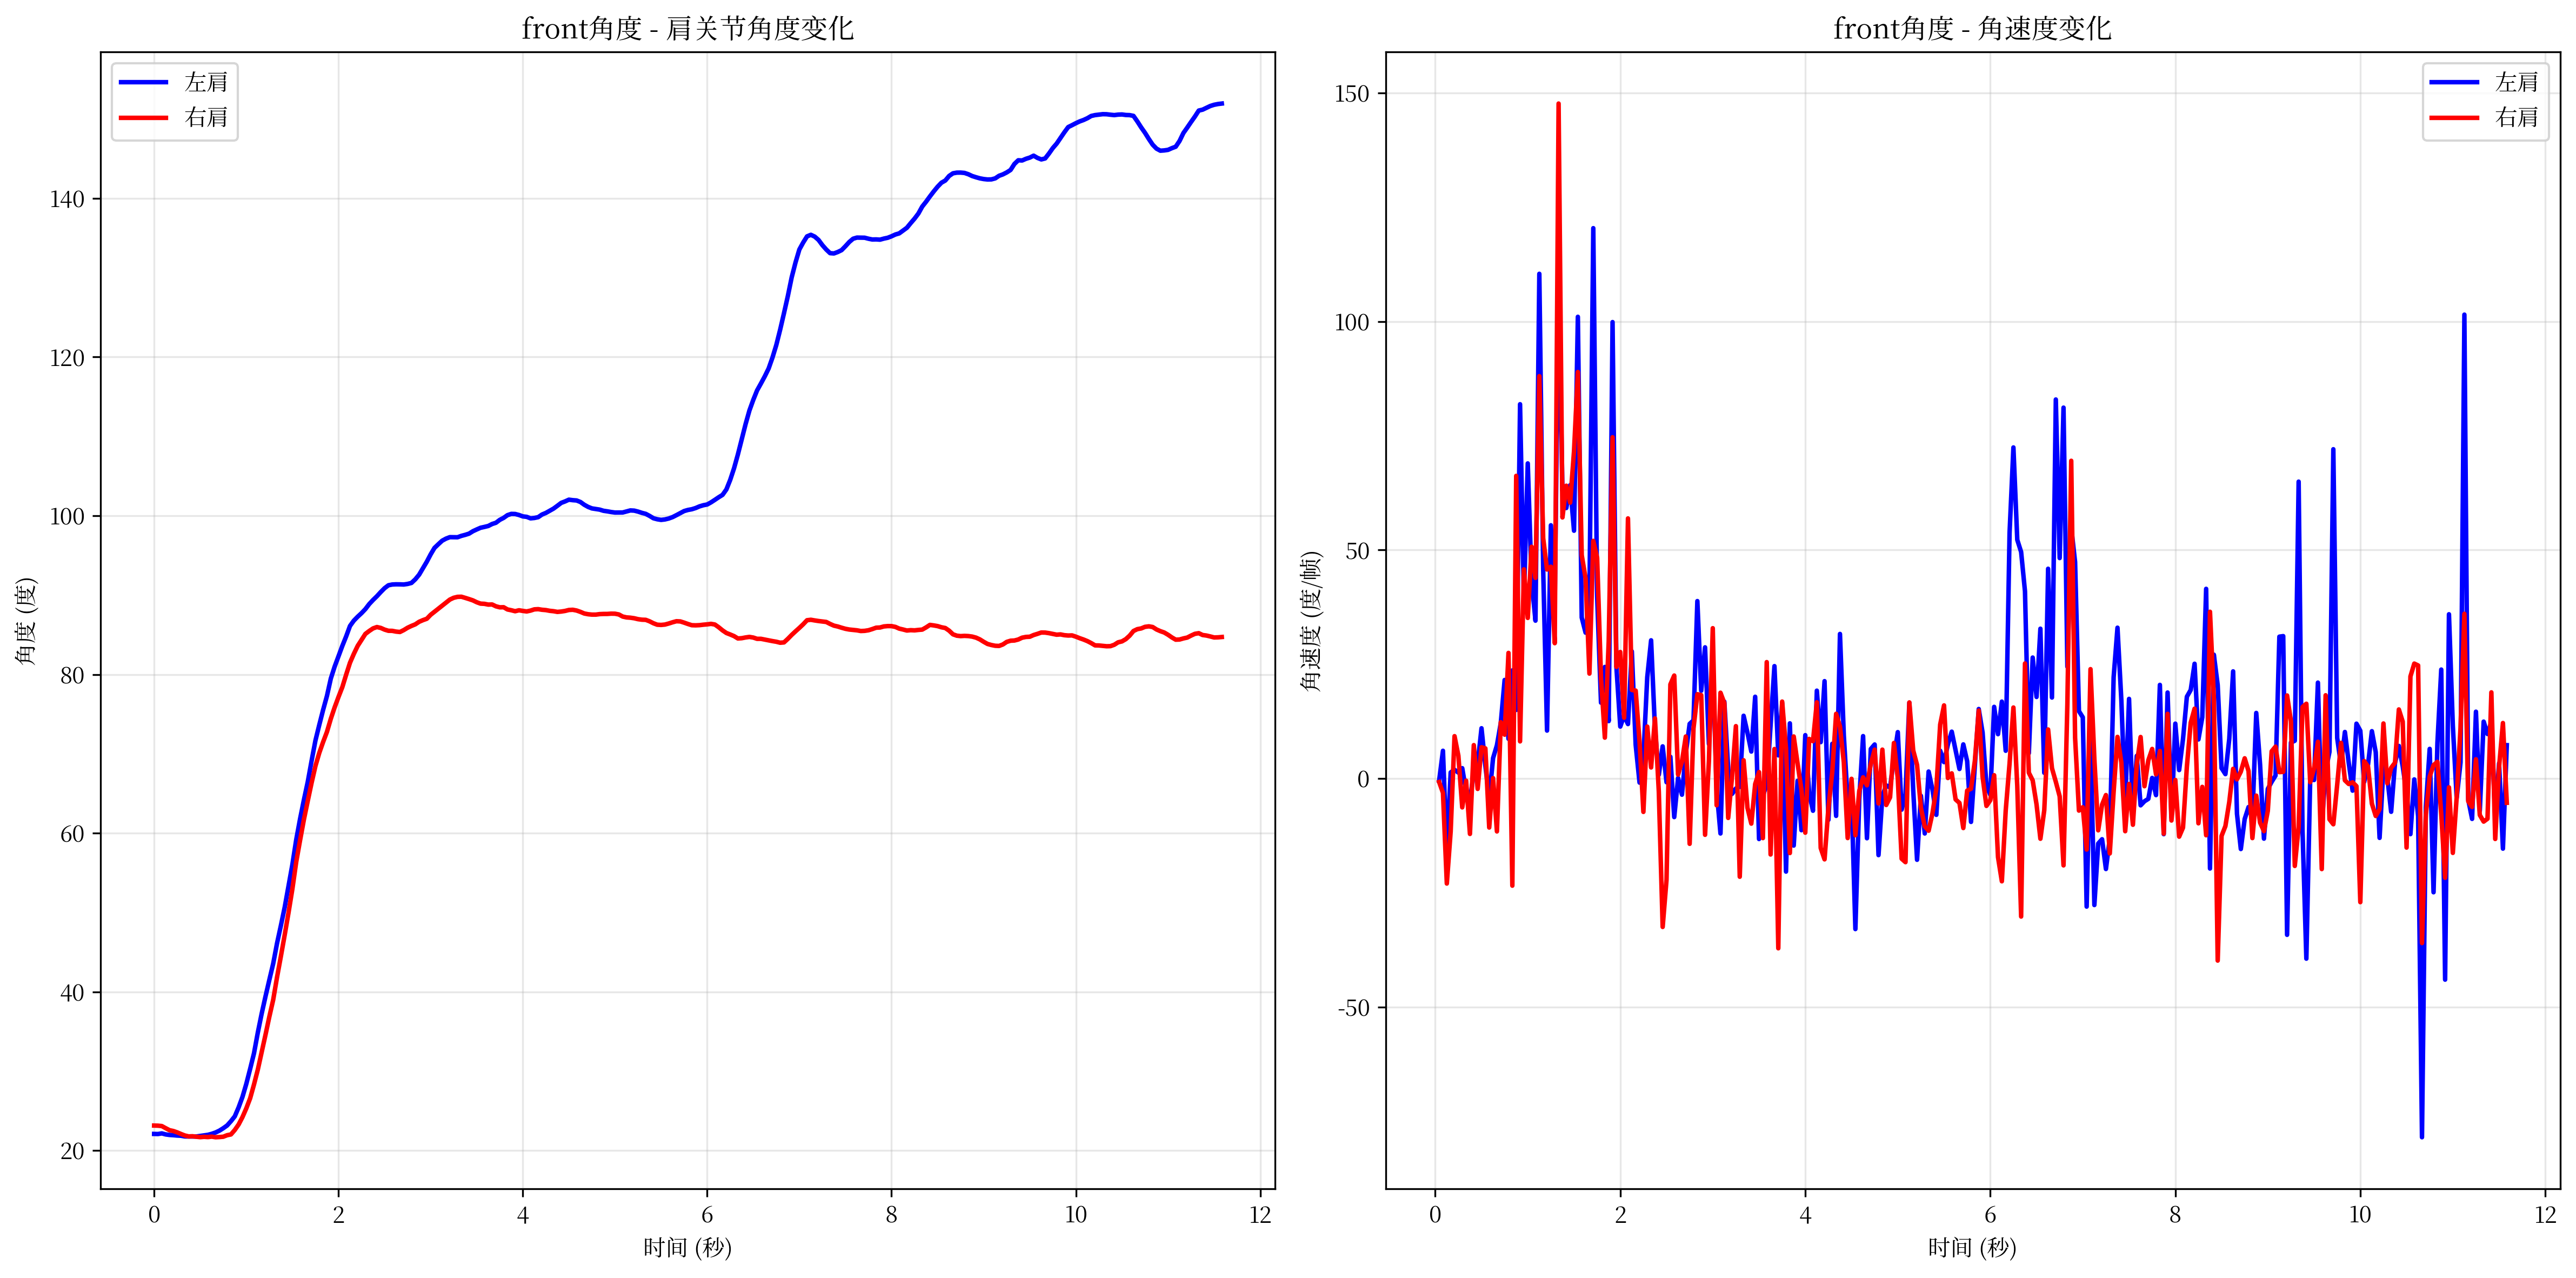 front角度 - 肩关节角度变化
左肩
右肩
140
120
100
80
60
40
20
角度 (度)
0 2 4 6 8 10 12
时间 (秒)
front角度 - 角速度变化
左肩
右肩
150
100
50
0
-50
角速度 (度/帧)
0 2 4 6 8 10 12
时间 (秒)